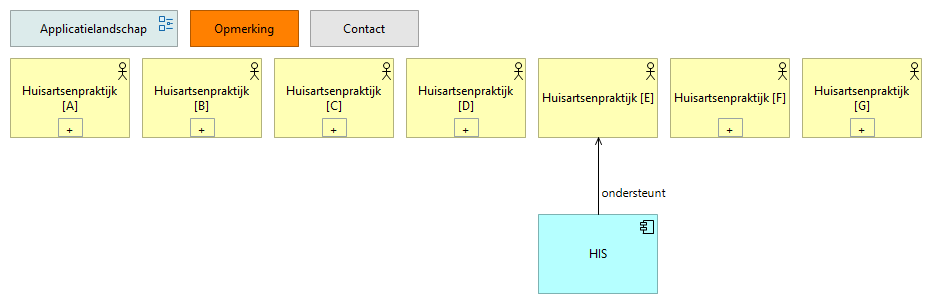 Applicatielandschap
Opmerking
Contact
Huisartsenpraktijk
[A]
+
Huisartsenpraktijk
[B]
+
Huisartsenpraktijk
[C]
+
Huisartsenpraktijk
[D]
+
Huisartsenpraktijk [E]
Huisartsenpraktijk [F]
+
Huisartsenpraktijk
[G]
+
ondersteunt
HIS